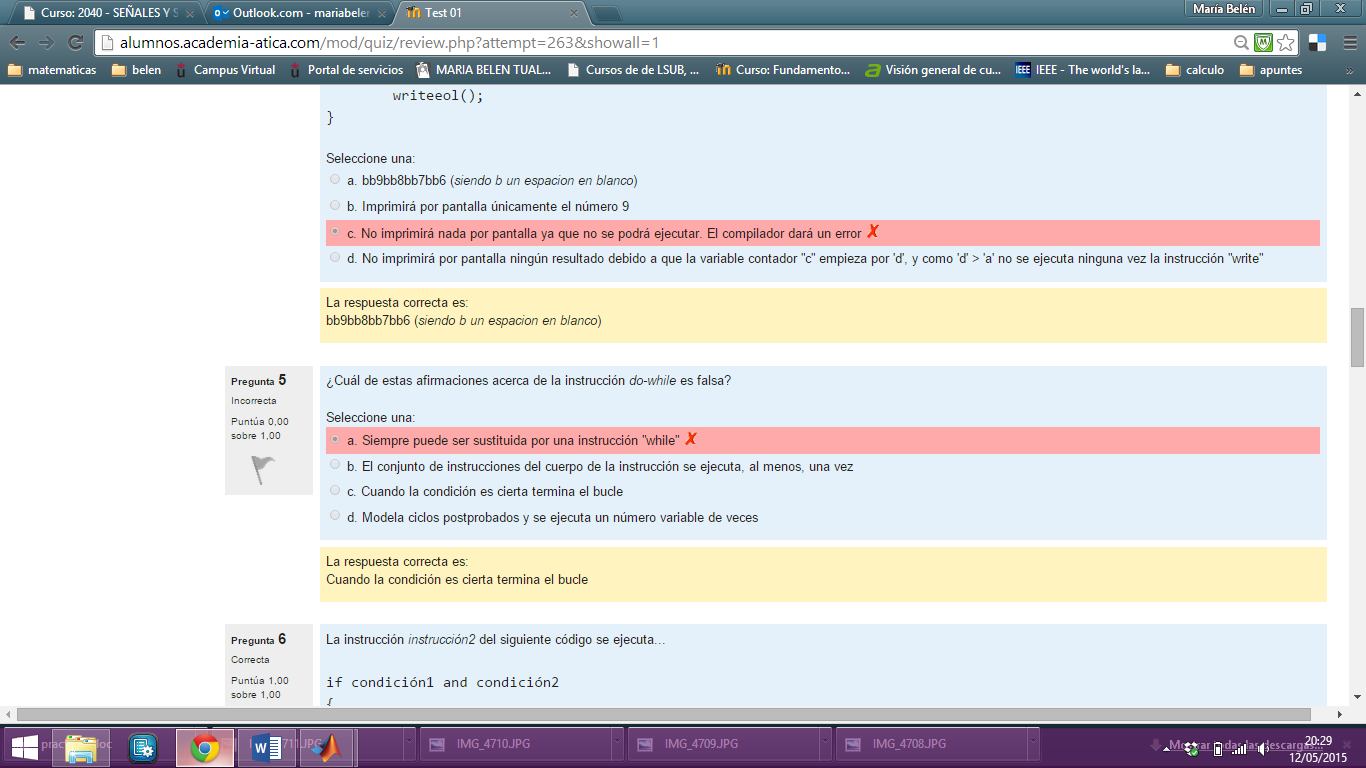 Curso: 2040 - SEÑALES Y S
Outlook.com - mariabeler
Test 01
María Belén
alumnos.academia-atica.com/mod/quiz/review.php?attempt=263&showall=1
matematicas
belen
Campus Virtual
Portal de servicios
MARIA BELEN TUAL...
Cursos de de LSUB, ...
Curso: Fundamento...
Visión general de cu...
IEEE - The world's la...
calculo
apuntes
writeeol();
}
Seleccione una:
a. bb9bb8bb7bb6 (siendo b un espacion en blanco)
b. Imprimirá por pantalla únicamente el número 9
c. No imprimirá nada por pantalla ya que no se podrá ejecutar. El compilador dará un error
d. No imprimirá por pantalla ningún resultado debido a que la variable contador "c" empieza por 'd', y como 'd' > 'a' no se ejecuta ninguna vez la instrucción "write"
La respuesta correcta es:
bb9bb8bb7bb6 (siendo b un espacion en blanco)
Pregunta 5
Incorrecta
Puntúa 0,00
sobre 1,00
¿Cuál de estas afirmaciones acerca de la instrucción do-while es falsa?
Seleccione una:
a. Siempre puede ser sustituida por una instrucción "while"
b. El conjunto de instrucciones del cuerpo de la instrucción se ejecuta, al menos, una vez
c. Cuando la condición es cierta termina el bucle
d. Modela ciclos postprobados y se ejecuta un número variable de veces
La respuesta correcta es:
Cuando la condición es cierta termina el bucle
Pregunta 6
Correcta
Puntúa 1,00
sobre 1,00
La instrucción instrucción2 del siguiente código se ejecuta...
if condición1 and condición2
{
IMG_4710.JPG
IMG_4709.JPG
IMG_4708.JPG
20:29
12/05/2015